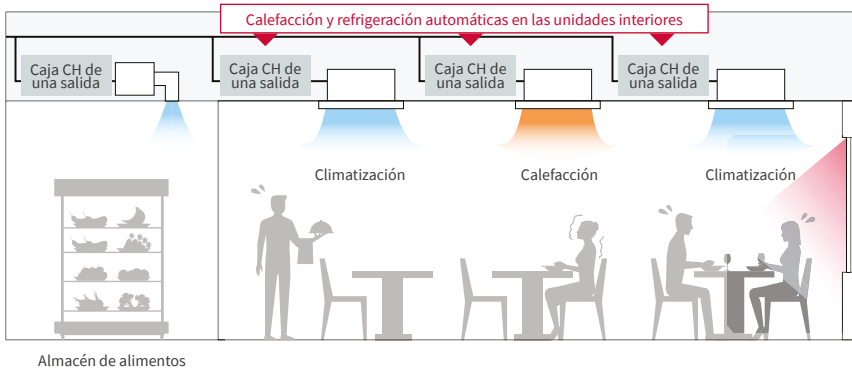 Calefacción y refrigeración automáticas en las unidades interiores
Caja CH de
una salida
Caja CH de
una salida
Caja CH de
una salida
Caja CH de
una salida
Climatización
Calefacción
Climatización
Almacén de alimentos